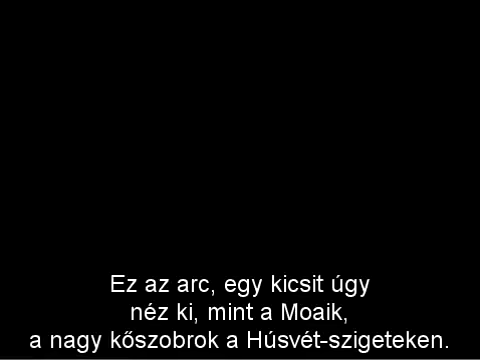 Ez az arc, egy kicsit úgy
néz ki, mint a Moaik,
a nagy kőszobrok a Húsvét-szigeteken.